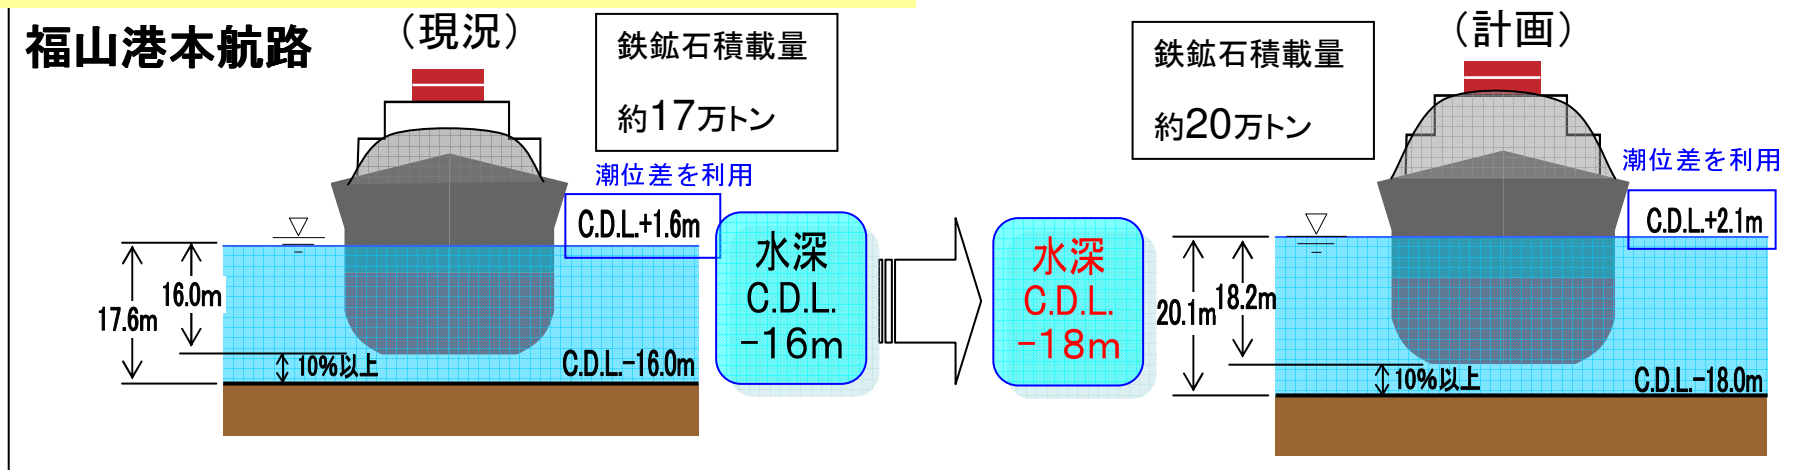 福山港本航路
（現況）
鉄鉱石積載量
約17万トン
潮位差を利用
C.D.L.+1.6m
16.0m
17.6m
10%以上
C.D.L.-16.0m
水深
C.D.L.
-16m
水深
C.D.L.
-18m
鉄鉱石積載量
約20万トン
（計画）
潮位差を利用
C.D.L.+2.1m
18.2m
20.1m
10%以上
C.D.L.-18.0m